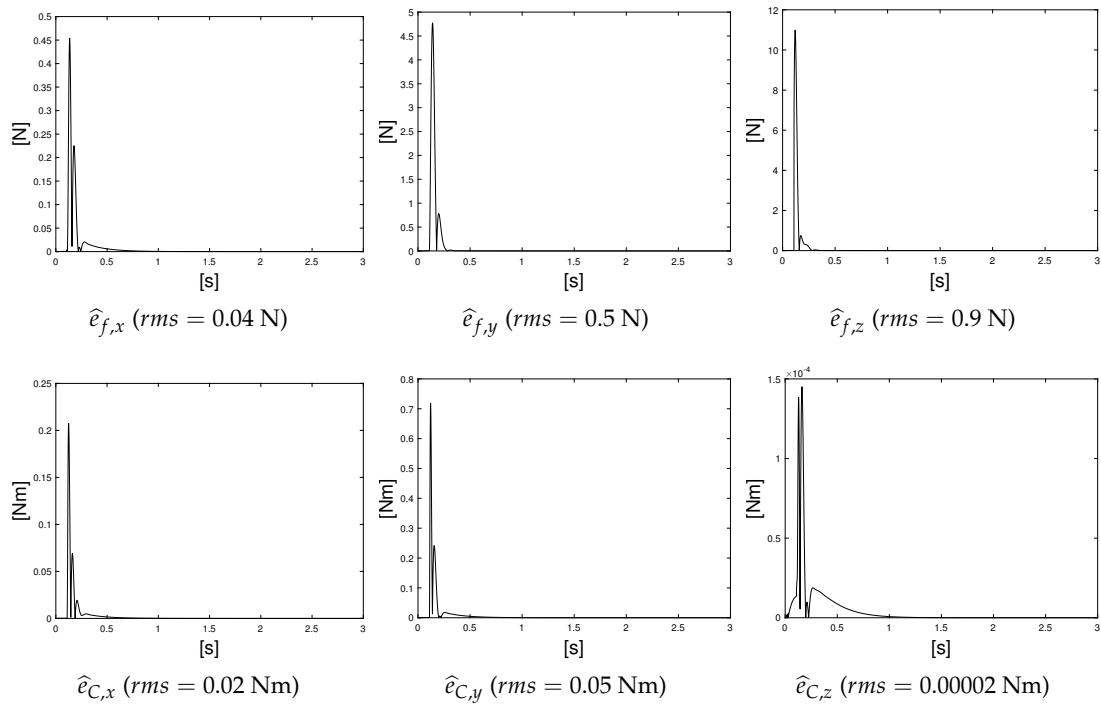 0.5
0.45
0.4
0.35
0.3
0.25
0.2
0.15
0.1
0.05
0
[N]
0 0.5 1 1.5 2 2.5 3
[s]
ê_{f,x} (rms = 0.04 N)
5
4.5
4
3.5
3
2.5
2
1.5
1
0.5
0
[N]
0 0.5 1 1.5 2 2.5 3
[s]
ê_{f,y} (rms = 0.5 N)
12
10
8
6
4
2
0
[N]
0 0.5 1 1.5 2 2.5 3
[s]
ê_{f,z} (rms = 0.9 N)
0.25
0.2
0.15
0.1
0.05
0
[Nm]
0 0.5 1 1.5 2 2.5 3
[s]
ê_{C,x} (rms = 0.02 Nm)
0.8
0.7
0.6
0.5
0.4
0.3
0.2
0.1
0
[Nm]
0 0.5 1 1.5 2 2.5 3
[s]
ê_{C,y} (rms = 0.05 Nm)
×10⁻⁴
1.5
1
0.5
0
[Nm]
0 0.5 1 1.5 2 2.5 3
[s]
ê_{C,z} (rms = 0.00002 Nm)